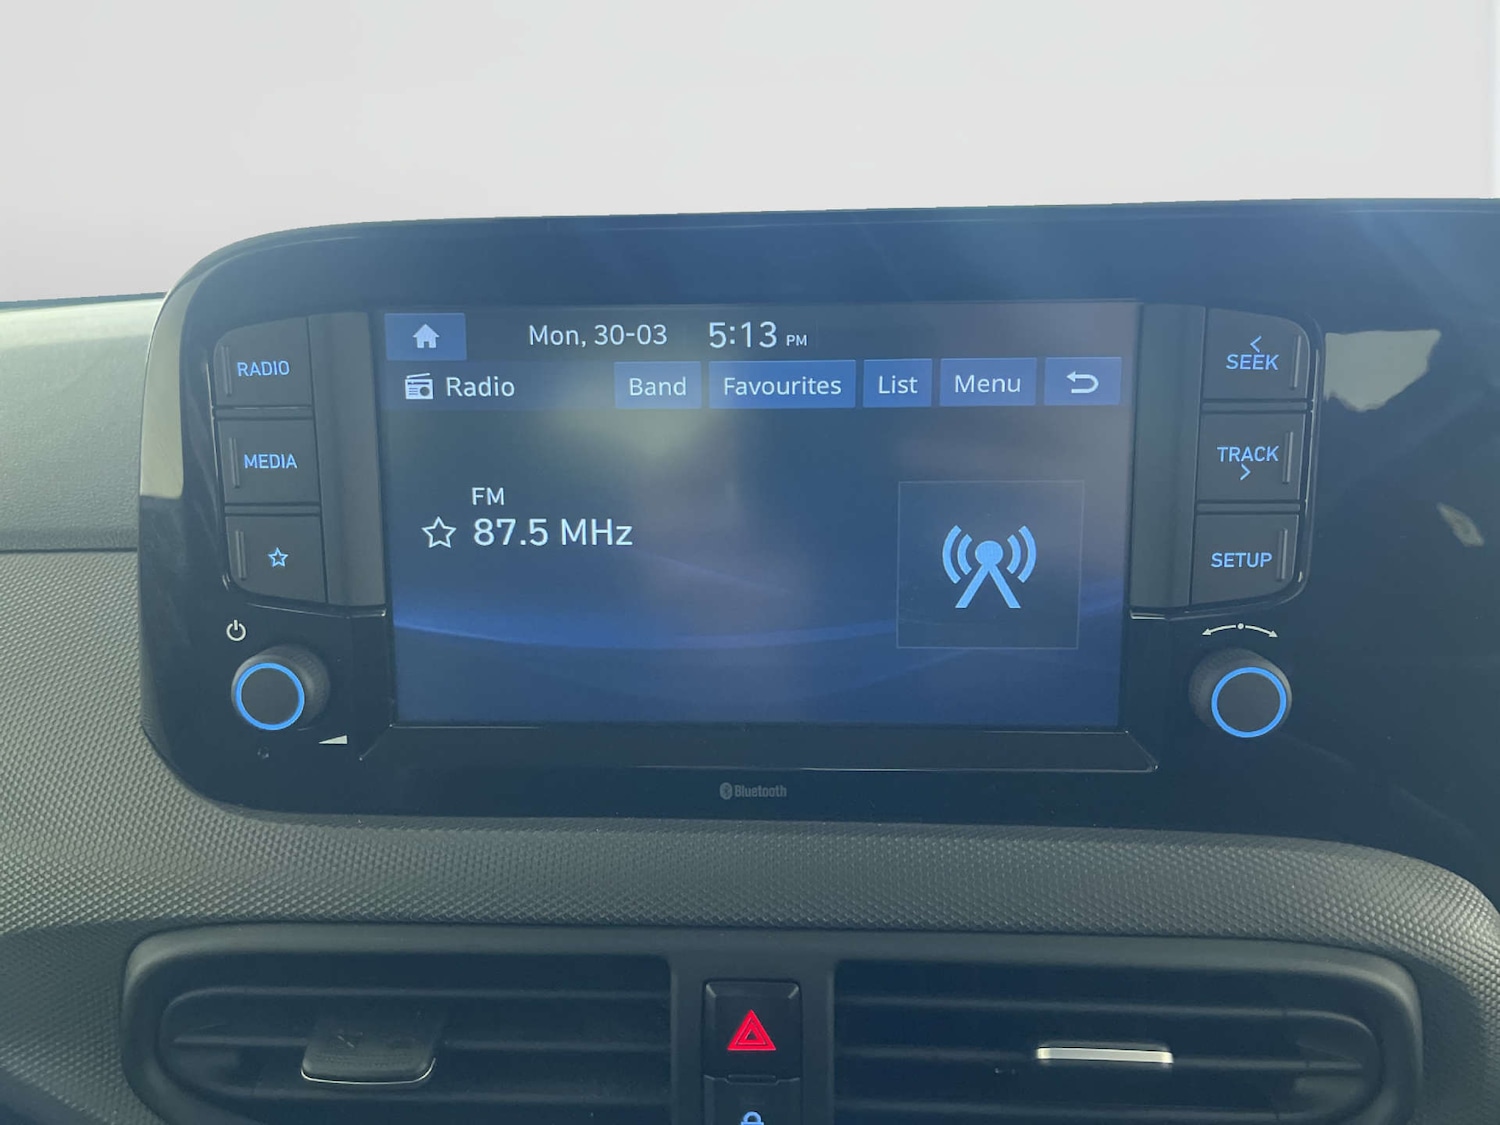 Mon, 30-03 5:13 PM
Radio Band Favourites List Menu
FM
87.5 MHz
RADIO
MEDIA
SEEK
TRACK
SETUP
Bluetooth